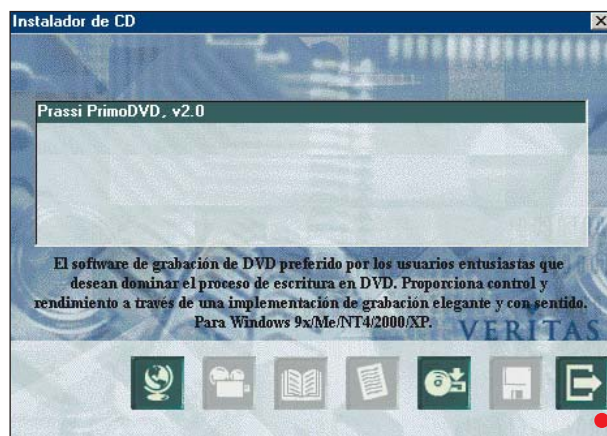 Instalador de CD
Prassi PrimoDVD, v2.0
El software de grabación de DVD preferido por los usuarios entusiastas que
desean dominar el proceso de escritura en DVD. Proporciona control y
rendimiento a través de una implementación de grabación elegante y con sentido.
Para Windows 9x/Me/NT4/2000/XP.
VERITAS